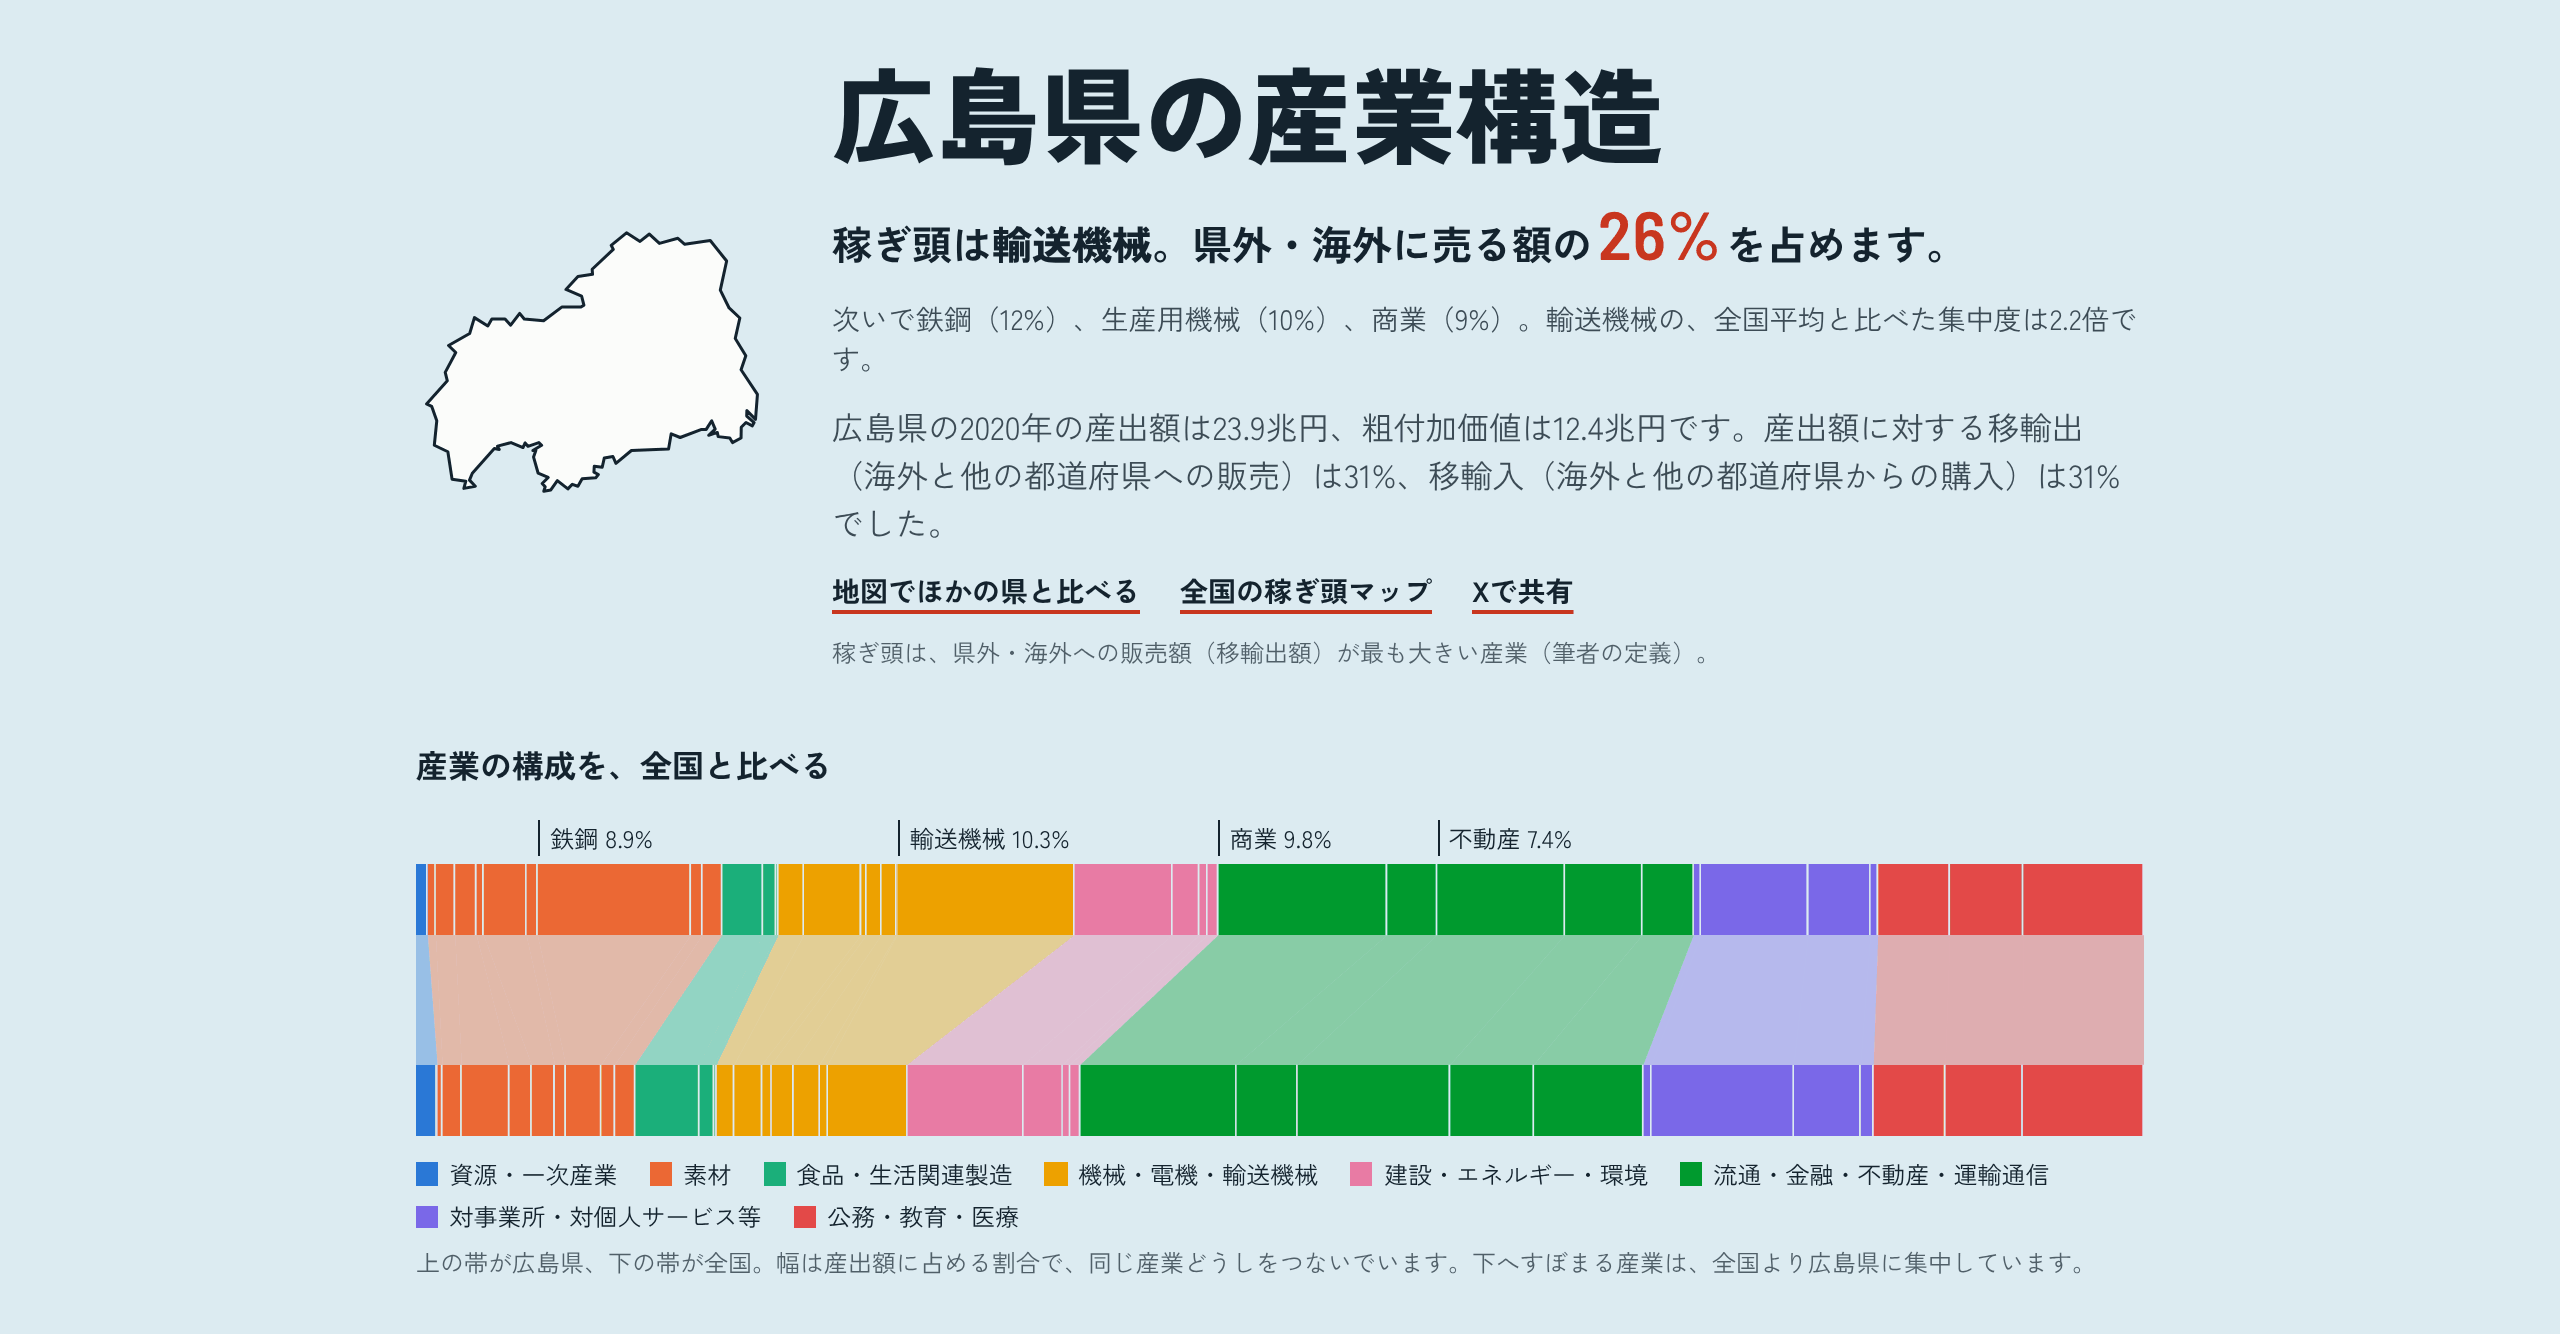 広島県の産業構造
稼ぎ頭は輸送機械。県外・海外に売る額の26%を占めます。
次いで鉄鋼（12%）、生産用機械（10%）、商業（9%）。輸送機械の、全国平均と比べた集中度は2.2倍で
す。
広島県の2020年の産出額は23.9兆円、粗付加価値は12.4兆円です。産出額に対する移輸出
（海外と他の都道府県への販売）は31%、移輸入（海外と他の都道府県からの購入）は31%
でした。
地図でほかの県と比べる 全国の稼ぎ頭マップ Xで共有
稼ぎ頭は、県外・海外への販売額（移輸出額）が最も大きい産業（筆者の定義）。
産業の構成を、全国と比べる
鉄鋼 8.9% 輸送機械 10.3% 商業 9.8% 不動産 7.4%
資源・一次産業 素材 食品・生活関連製造 機械・電機・輸送機械 建設・エネルギー・環境 流通・金融・不動産・運輸通信
対事業所・対個人サービス等 公務・教育・医療
上の帯が広島県、下の帯が全国。幅は産出額に占める割合で、同じ産業どうしをつないでいます。下へすぼまる産業は、全国より広島県に集中しています。